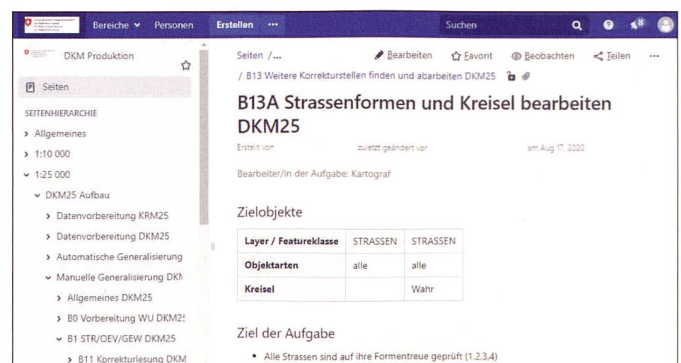 Bereiche Personen Erstellen ... Suchen
8
DKM Produktion
Seiten
SEITENHIERARCHIE
Allgemeines
1:10 000
1:25 000
DKM25 Aufbau
Datenvorbereitung KRM25
Datenvorbereitung DKM25
Automatische Generalisierung
Manuelle Generalisierung DKM
Allgemeines DKM25
B0 Vorbereitung WU DKM25
B1 STR/OEV/GEW DKM25
B11 Korrekturlesung DKM
Seiten /... Bearbeiten Favorit Beobachten Teilen ...
/ B13 Weitere Korrekturstellen finden und abarbeiten DKM25
B13A Strassenformen und Kreisel bearbeiten
DKM25
Erstellt von zuletzt geändert von am Aug 17, 2020
Bearbeiter/in der Aufgabe: Kartograf
Zielobjekte
Layer / Featureklasse STRASSEN STRASSEN
Objektarten alle alle
Kreisel Wahr
Ziel der Aufgabe
• Alle Strassen sind auf ihre Formentreue geprüft (1.2.3.4)